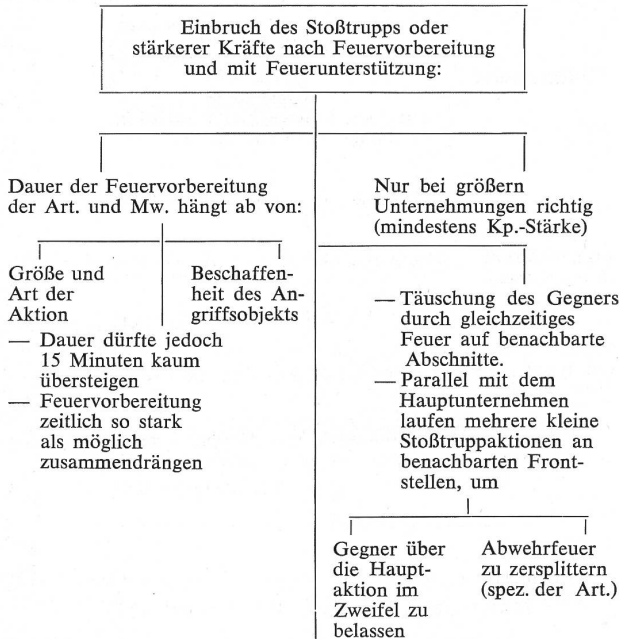 Einbruch des Stoßtrupps oder
stärkerer Kräfte nach Feuervorbereitung
und mit Feuerunterstützung:
Dauer der Feuervorbereitung
der Art. und Mw. hängt ab von:
Größe und
Art der
Aktion
Beschaffen-
heit des An-
griffsobjekts
— Dauer dürfte jedoch
15 Minuten kaum
übersteigen
— Feuervorbereitung
zeitlich so stark
als möglich
zusammendrängen
Nur bei größern
Unternehmungen richtig
(mindestens Kp.-Stärke)
— Täuschung des Gegners
durch gleichzeitiges
Feuer auf benachbarte
Abschnitte.
— Parallel mit dem
Hauptunternehmen
laufen mehrere kleine
Stoßtruppaktionen an
benachbarten Front-
stellen, um
Gegner über
die Haupt-
aktion im
Zweifel zu
belassen
Abwehrfeuer
zu zersplittern
(spez. der Art.)